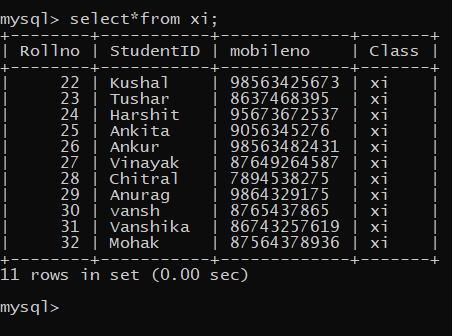 mysql> select*from xi;
+--------+-----------+-------------+-------+
| Rollno | StudentID | mobileno    | Class |
+--------+-----------+-------------+-------+
|     22 | Kushal    | 98563425673 | xi    |
|     23 | Tushar    | 8637468395  | xi    |
|     24 | Harshit   | 95673672537 | xi    |
|     25 | Ankita    | 9056345276  | xi    |
|     26 | Ankur     | 98563482431 | xi    |
|     27 | Vinayak   | 87649264587 | xi    |
|     28 | Chitral   | 7894538275  | xi    |
|     29 | Anurag    | 9864329175  | xi    |
|     30 | vansh     | 8765437865  | xi    |
|     31 | Vanshika  | 86743257619 | xi    |
|     32 | Mohak     | 87564378936 | xi    |
+--------+-----------+-------------+-------+
11 rows in set (0.00 sec)
mysql>